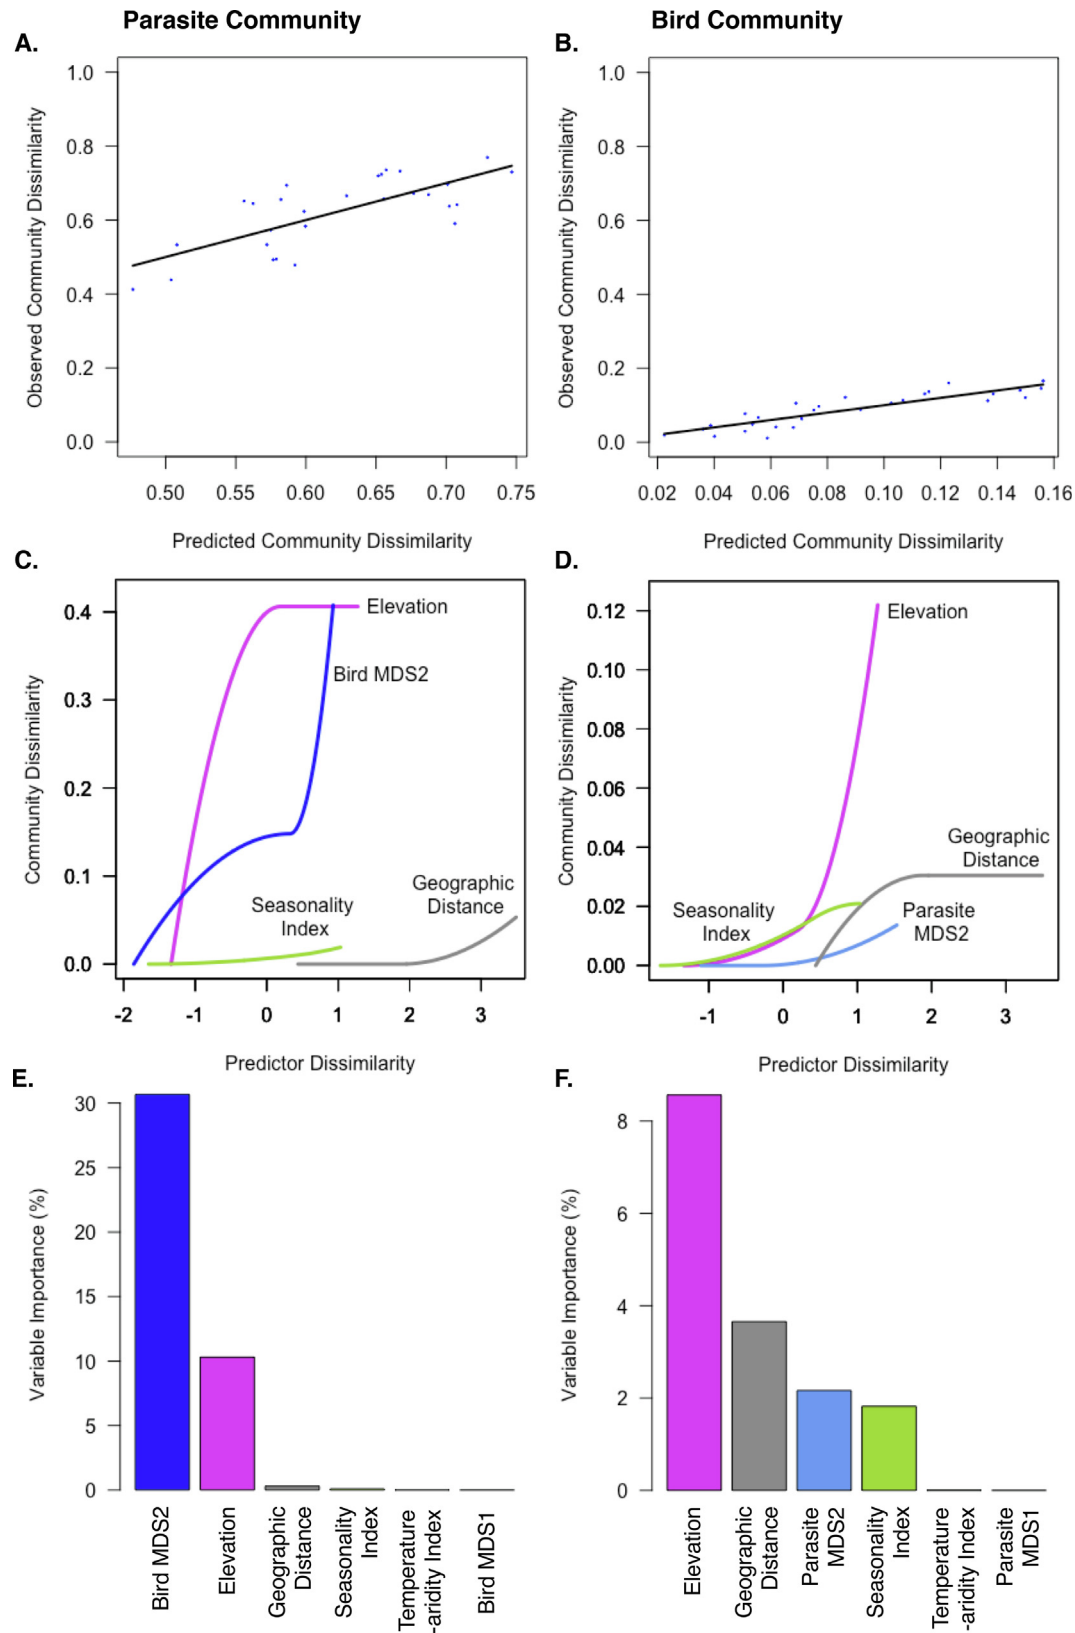 Parasite Community
Bird Community
A.
B.
1.0
0.8
0.6
0.4
0.2
0.0
Observed Community Dissimilarity
0.50 0.55 0.60 0.65 0.70 0.75
Predicted Community Dissimilarity
1.0
0.8
0.6
0.4
0.2
0.0
Observed Community Dissimilarity
0.02 0.04 0.06 0.08 0.10 0.12 0.14 0.16
Predicted Community Dissimilarity
C.
0.4
0.3
0.2
0.1
0.0
Community Dissimilarity
Elevation
Bird MDS2
Seasonality
Index
Geographic
Distance
-2 -1 0 1 2 3
Predictor Dissimilarity
D.
0.12
0.10
0.08
0.06
0.04
0.02
0.00
Community Dissimilarity
Elevation
Geographic
Distance
Seasonality
Index
Parasite
MDS2
-1 0 1 2 3
Predictor Dissimilarity
E.
30
25
20
15
10
5
0
Variable Importance (%)
Bird MDS2
Elevation
Geographic
Distance
Seasonality
Index
Temperature
-aridity Index
Bird MDS1
F.
8
6
4
2
0
Variable Importance (%)
Elevation
Geographic
Distance
Parasite
MDS2
Seasonality
Index
Temperature
-aridity Index
Parasite
MDS1